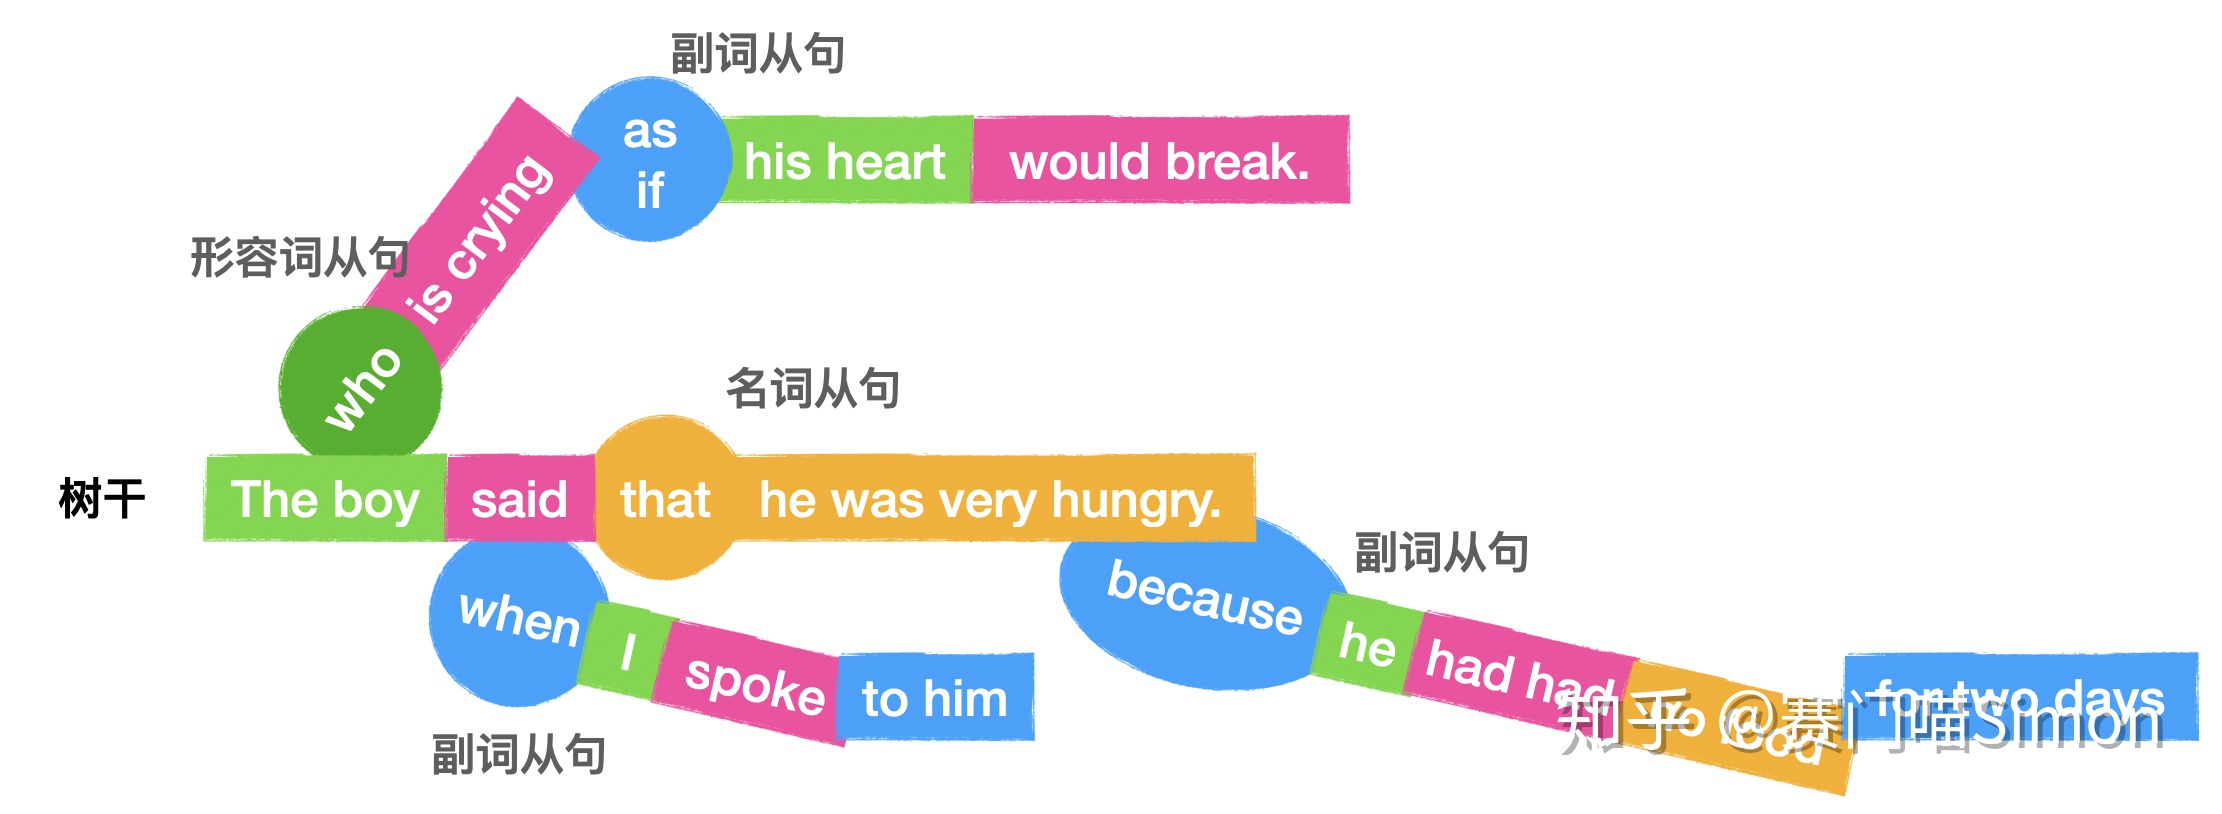 副词从句
as
if
his heart
would break.
is crying
形容词从句
who
名词从句
树干
The boy
said
that
he was very hungry.
because
副词从句
when
I
spoke
to him
he
had had
for two days
副词从句
知乎 @赛门喵Simon